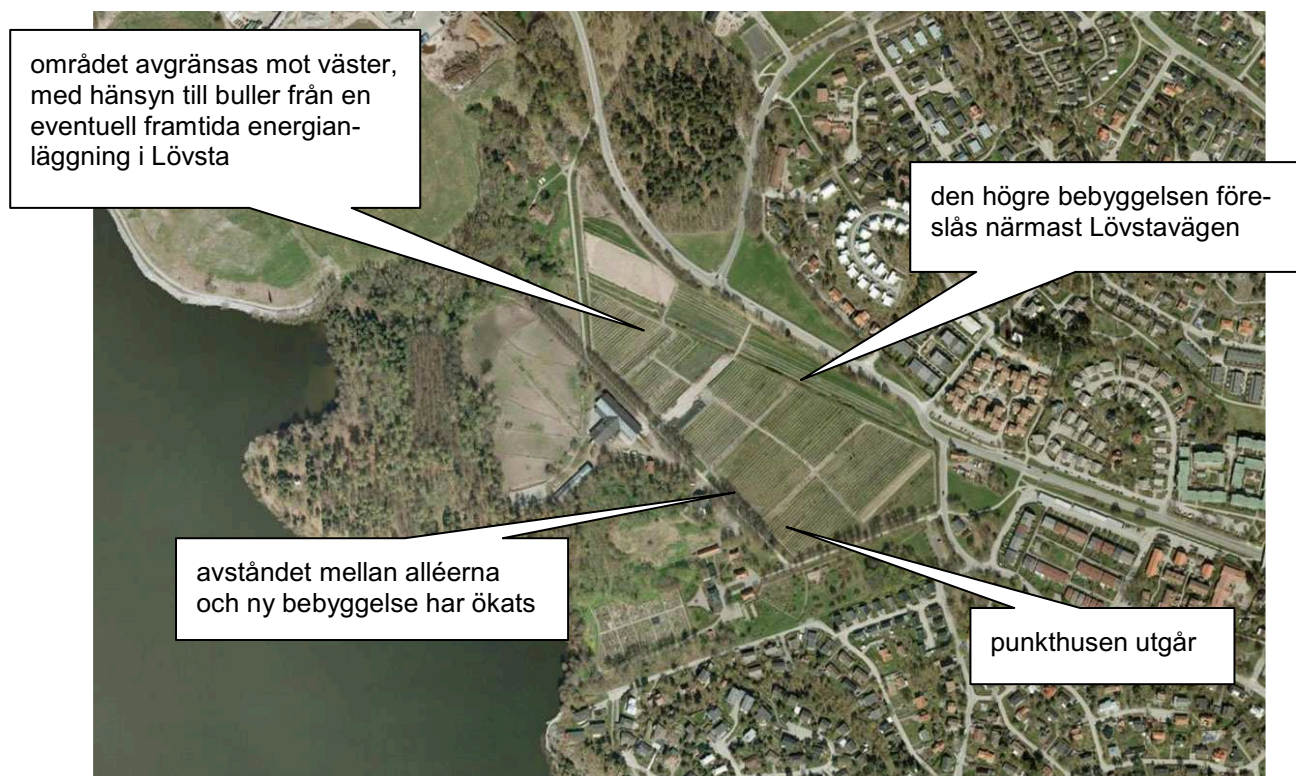 området avgränsas mot väster,
med hänsyn till buller från en
eventuell framtida energian-
läggning i Lövsta
den högre bebyggelsen före-
slås närmast Lövstavägen
avståndet mellan alléerna
och ny bebyggelse har ökats
punkthusen utgår